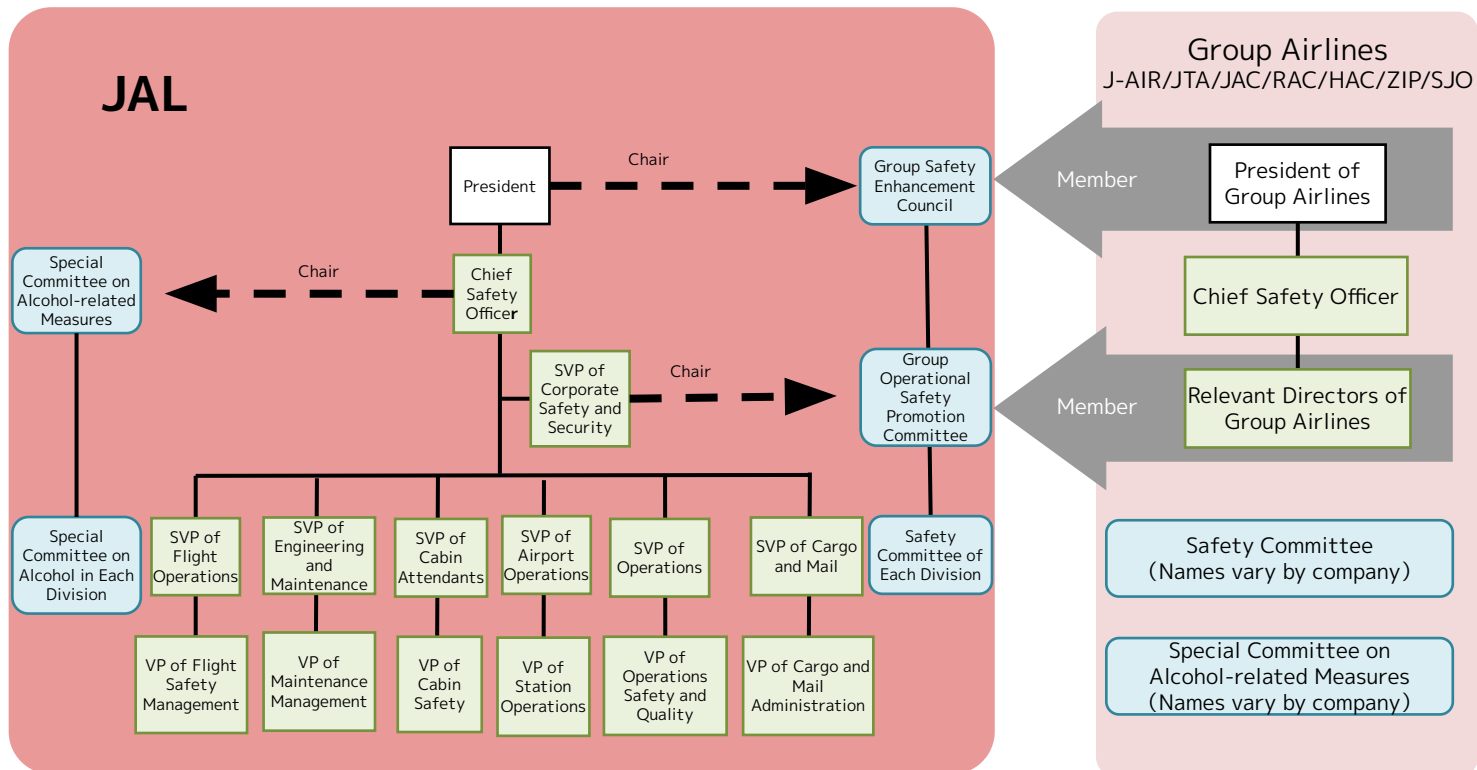 JAL
Group Airlines
J-AIR/JTA/JAC/RAC/HAC/ZIP/SJO
President
Chair
Group Safety
Enhancement
Council
Member
President of
Group Airlines
Special
Committee on
Alcohol-related
Measures
Chair
Chief
Safety
Officer
Chief Safety Officer
SVP of
Corporate
Safety and
Security
Chair
Group
Operational
Safety
Promotion
Committee
Member
Relevant Directors of
Group Airlines
Special
Committee on
Alcohol in Each
Division
SVP of
Flight
Operations
SVP of
Engineering
and
Maintenance
SVP of
Cabin
Attendants
SVP of
Airport
Operations
SVP of
Operations
SVP of Cargo
and Mail
Safety
Committee of
Each Division
Safety Committee
(Names vary by company)
VP of Flight
Safety
Management
VP of
Maintenance
Management
VP of
Cabin
Safety
VP of
Station
Operations
VP of
Operations
Safety and
Quality
VP of Cargo and
Mail
Administration
Special Committee on
Alcohol-related Measures
(Names vary by company)